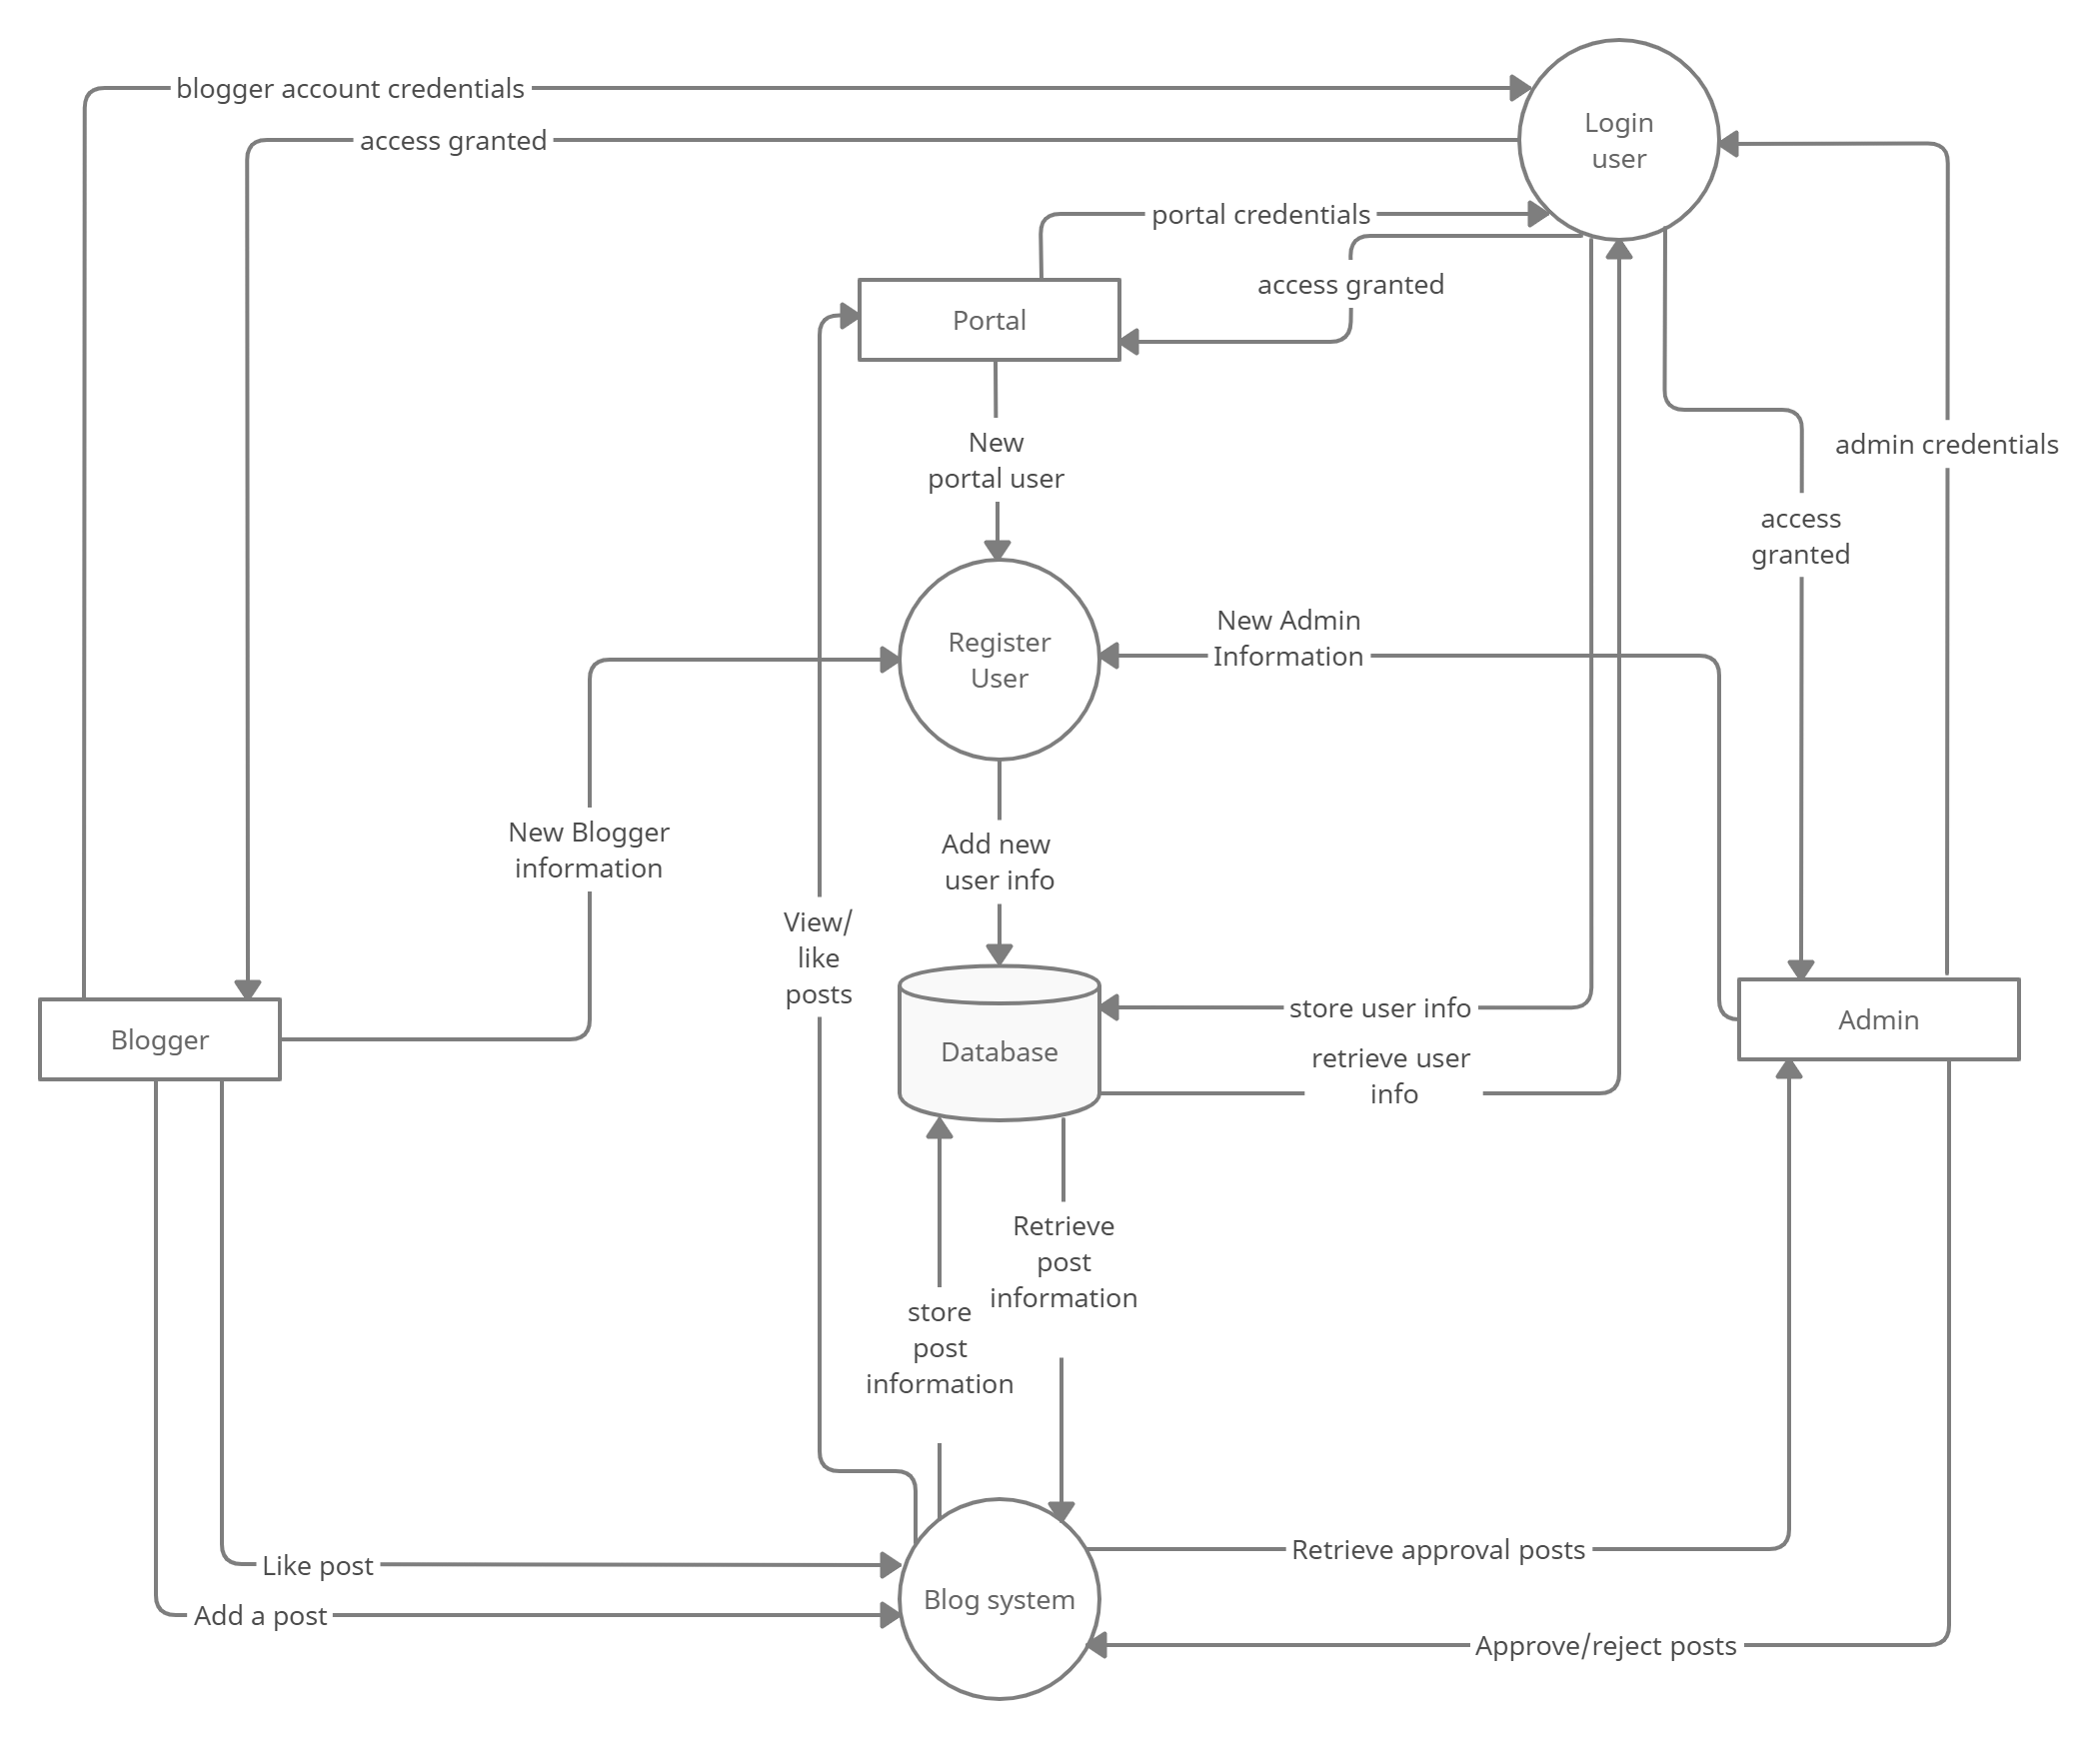 blogger account credentials
Login
user
access granted
portal credentials
access granted
Portal
New
portal user
admin credentials
access
granted
New Admin
Information
Register
User
New Blogger
information
Add new
user info
View/
like
posts
store user info
Blogger
Database
Admin
retrieve user
info
Retrieve
post
information
store
post
information
Retrieve approval posts
Like post
Blog system
Add a post
Approve/reject posts